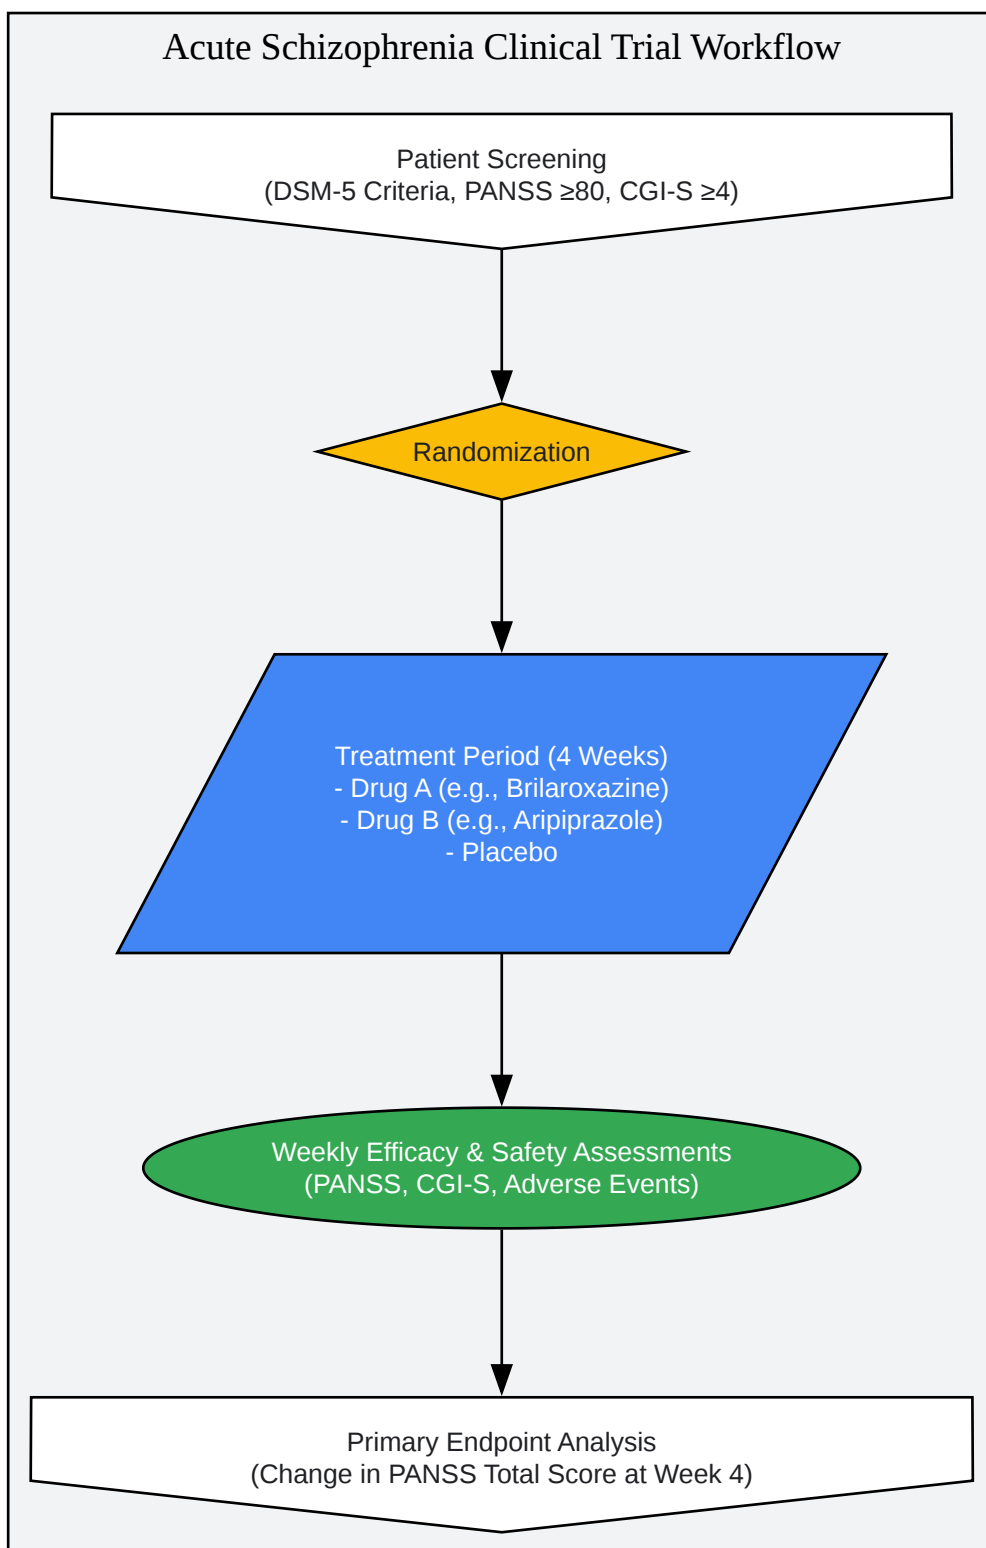 Acute Schizophrenia Clinical Trial Workflow
Patient Screening
(DSM-5 Criteria, PANSS ≥80, CGI-S ≥4)
Randomization
Treatment Period (4 Weeks)
- Drug A (e.g., Brilaroxazine)
- Drug B (e.g., Aripiprazole)
- Placebo
Weekly Efficacy & Safety Assessments
(PANSS, CGI-S, Adverse Events)
Primary Endpoint Analysis
(Change in PANSS Total Score at Week 4)